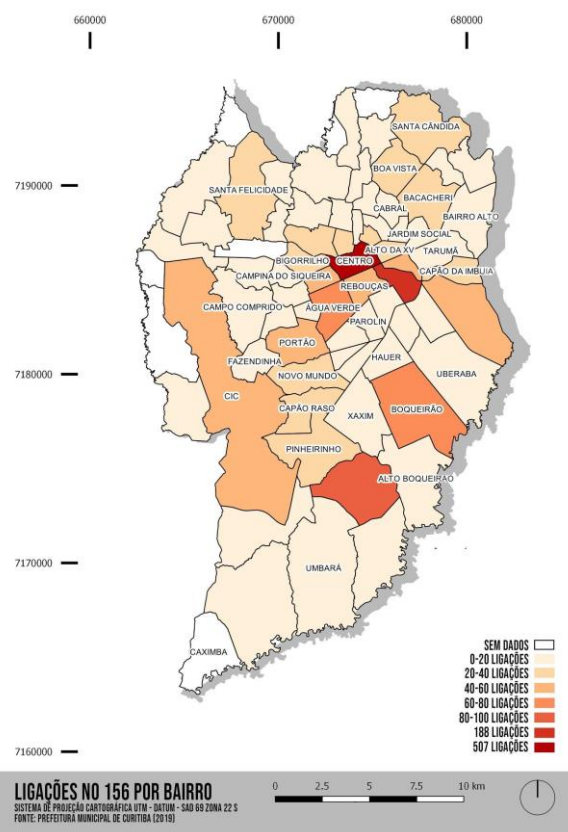 660000 670000 680000
7190000
7180000
7170000
7160000
SANTA CÂNDIDA
BOA VISTA
SANTA FELICIDADE
BACACHERI
CABRAL
BAIRRO ALTO
JARDIM SOCIAL
ALTO DA XV
TARUMÃ
BIGORRILHO
CENTRO
CAPÃO DA IMBUIA
CAMPINA DO SIQUEIRA
REBOUÇAS
CAMPO COMPRIDO
ÁGUA VERDE
PAROLIN
PORTÃO
HAUER
FAZENDINHA
NOVO MUNDO
UBERABA
CIC
CAPÃO RASO
XAXIM
BOQUEIRÃO
PINHEIRINHO
ALTO BOQUEIRÃO
UMBARÁ
CAXIMBA
SEM DADOS
0-20 LIGAÇÕES
20-40 LIGAÇÕES
40-60 LIGAÇÕES
60-80 LIGAÇÕES
80-100 LIGAÇÕES
188 LIGAÇÕES
507 LIGAÇÕES
LIGAÇÕES NO 156 POR BAIRRO
SISTEMA DE PROJEÇÃO CARTOGRÁFICA UTM - DATUM - SAD 69 ZONA 22 S
FONTE: PREFEITURA MUNICIPAL DE CURITIBA (2019)
0 2.5 5 7.5 10 km